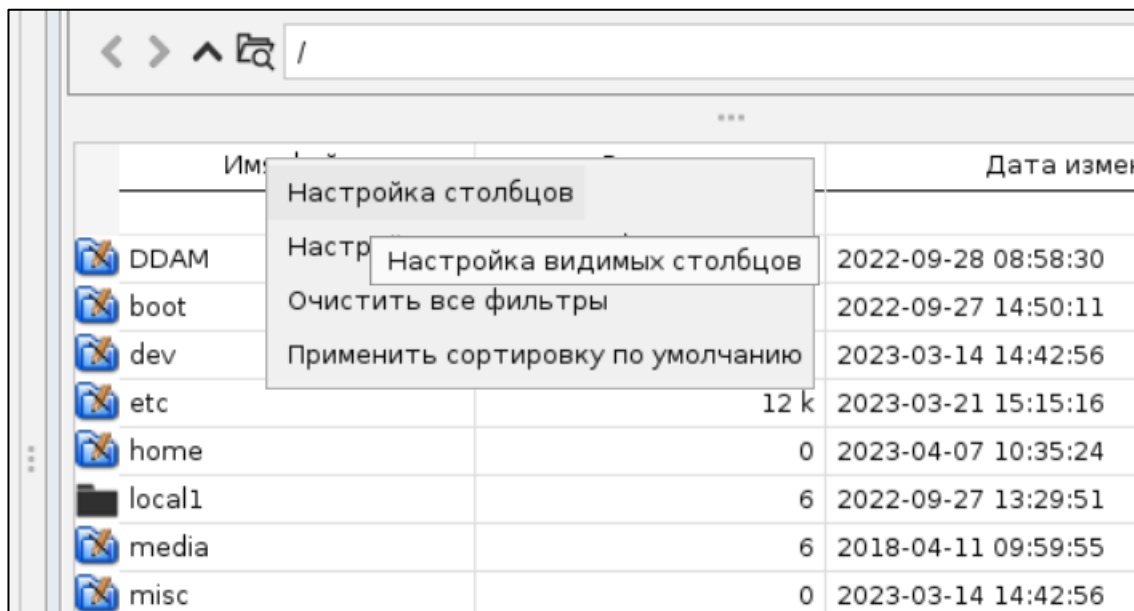 /
Дата
Настройка столбцов
Настройка видимых столбцов
Очистить все фильтры
Применить сортировку по умолчанию
DDAM 2022-09-28 08:58:30
boot 2022-09-27 14:50:11
dev 2023-03-14 14:42:56
etc 12 k 2023-03-21 15:15:16
home 0 2023-04-07 10:35:24
local1 6 2022-09-27 13:29:51
media 6 2018-04-11 09:59:55
misc 0 2023-03-14 14:42:56